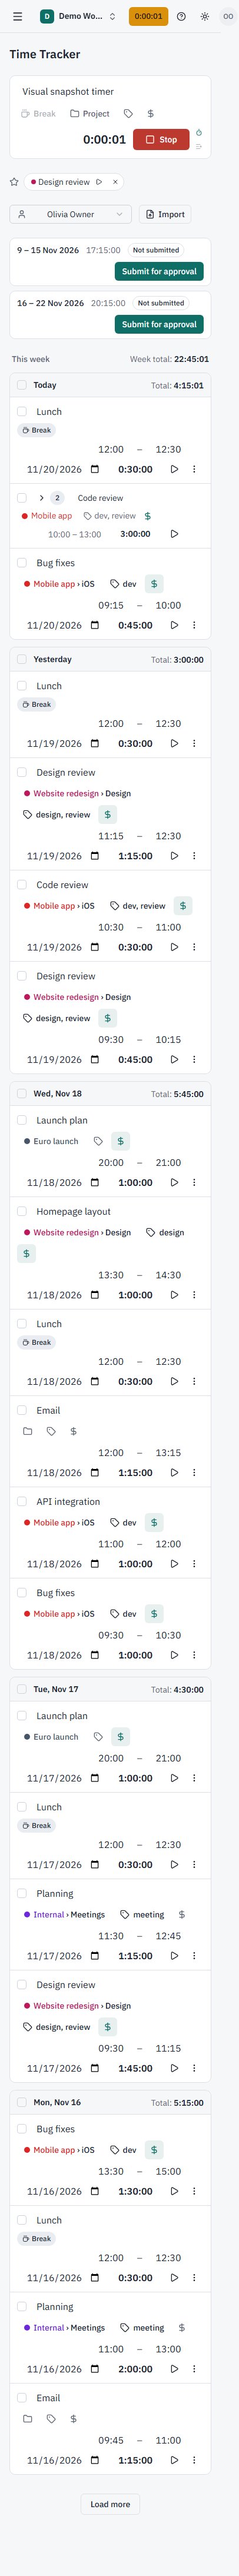 D Demo Wo... 0:00:01 OO
Time Tracker
Visual snapshot timer
Break Project
0:00:01 Stop
Design review
Olivia Owner Import
9 – 15 Nov 2026 17:15:00 Not submitted
Submit for approval
16 – 22 Nov 2026 20:15:00 Not submitted
Submit for approval
This week Week total: 22:45:01
Today Total: 4:15:01
Lunch
Break
12:00 – 12:30
11/20/2026 0:30:00
2 Code review
Mobile app dev, review $
10:00 – 13:00 3:00:00
Bug fixes
Mobile app › iOS dev $
09:15 – 10:00
11/20/2026 0:45:00
Yesterday Total: 3:00:00
Lunch
Break
12:00 – 12:30
11/19/2026 0:30:00
Design review
Website redesign › Design
design, review $
11:15 – 12:30
11/19/2026 1:15:00
Code review
Mobile app › iOS dev, review $
10:30 – 11:00
11/19/2026 0:30:00
Design review
Website redesign › Design
design, review $
09:30 – 10:15
11/19/2026 0:45:00
Wed, Nov 18 Total: 5:45:00
Launch plan
Euro launch $
20:00 – 21:00
11/18/2026 1:00:00
Homepage layout
Website redesign › Design design
$
13:30 – 14:30
11/18/2026 1:00:00
Lunch
Break
12:00 – 12:30
11/18/2026 0:30:00
Email
$
12:00 – 13:15
11/18/2026 1:15:00
API integration
Mobile app › iOS dev $
11:00 – 12:00
11/18/2026 1:00:00
Bug fixes
Mobile app › iOS dev $
09:30 – 10:30
11/18/2026 1:00:00
Tue, Nov 17 Total: 4:30:00
Launch plan
Euro launch $
20:00 – 21:00
11/17/2026 1:00:00
Lunch
Break
12:00 – 12:30
11/17/2026 0:30:00
Planning
Internal › Meetings meeting $
11:30 – 12:45
11/17/2026 1:15:00
Design review
Website redesign › Design
design, review $
09:30 – 11:15
11/17/2026 1:45:00
Mon, Nov 16 Total: 5:15:00
Bug fixes
Mobile app › iOS dev $
13:30 – 15:00
11/16/2026 1:30:00
Lunch
Break
12:00 – 12:30
11/16/2026 0:30:00
Planning
Internal › Meetings meeting $
11:00 – 13:00
11/16/2026 2:00:00
Email
$
09:45 – 11:00
11/16/2026 1:15:00
Load more